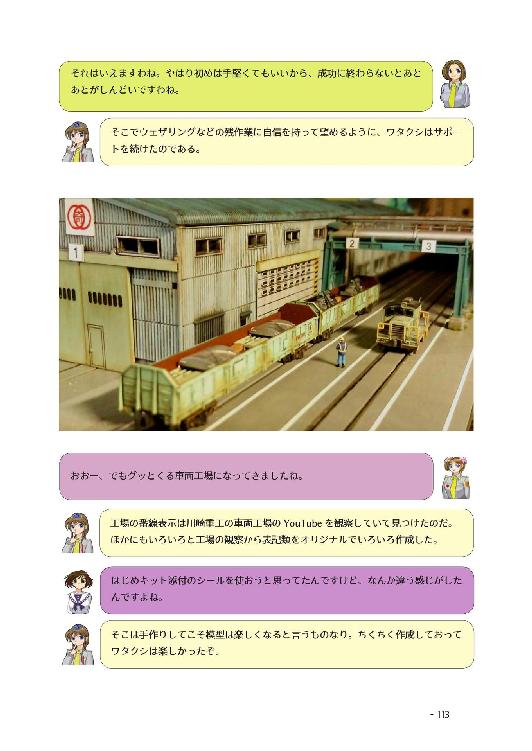 それはいえますわね。やはり初めは手堅くてもいいから、成功に終わらないとあと
あとがしんどいですわね。
そこでウェザリングなどの残作業に自信を持って望めるように、ワタクシはサポー
トを続けたのである。
1
2
3
おおー、でもグッとくる車両工場になってきましたね。
工場の番線表示は川崎重工の車両工場の YouTube を観察していて見つけたのだ。
ほかにもいろいろと工場の観察から表記類をオリジナルでいろいろ作成した。
はじめキット添付のシールを使おうと思ってたんですけど、なんか違う感じがした
んですよね。
そこは手作りしてこそ模型は楽しくなると言うものなり。ちくちく作成しておって
ワタクシは楽しかったぞ。
- 113